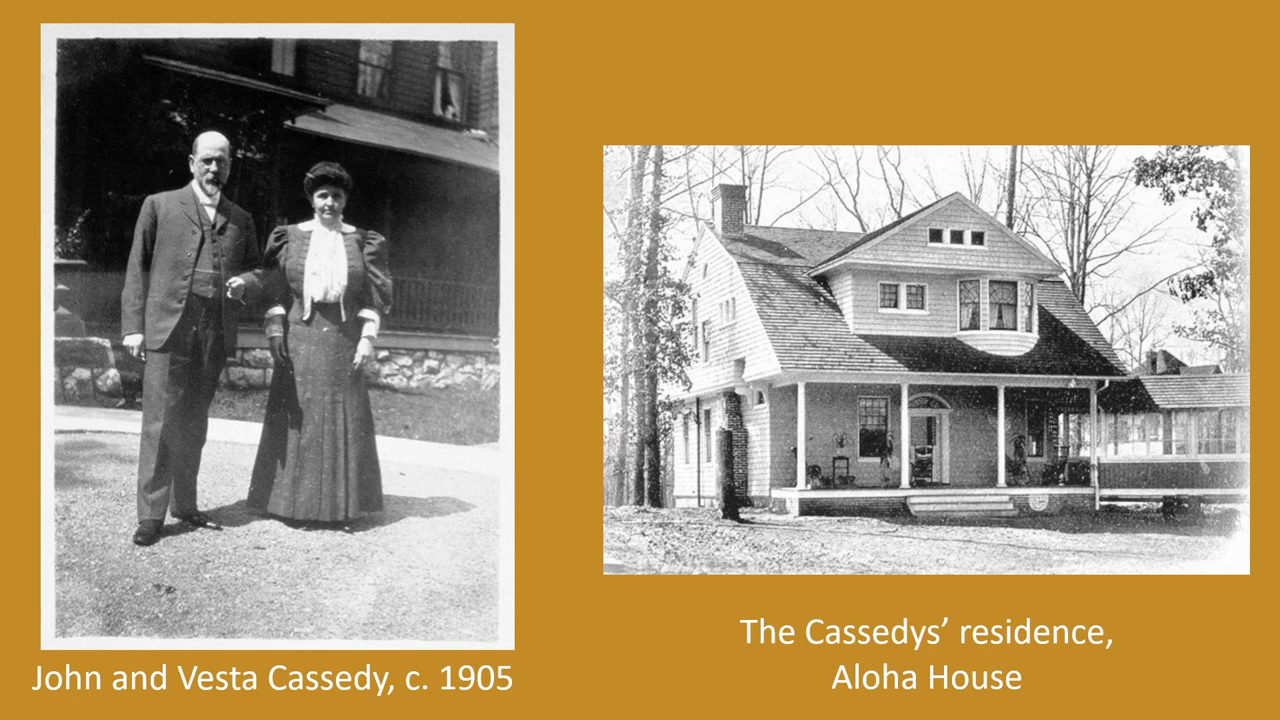 John and Vesta Cassedy, c. 1905
The Cassedys’ residence,
Aloha House